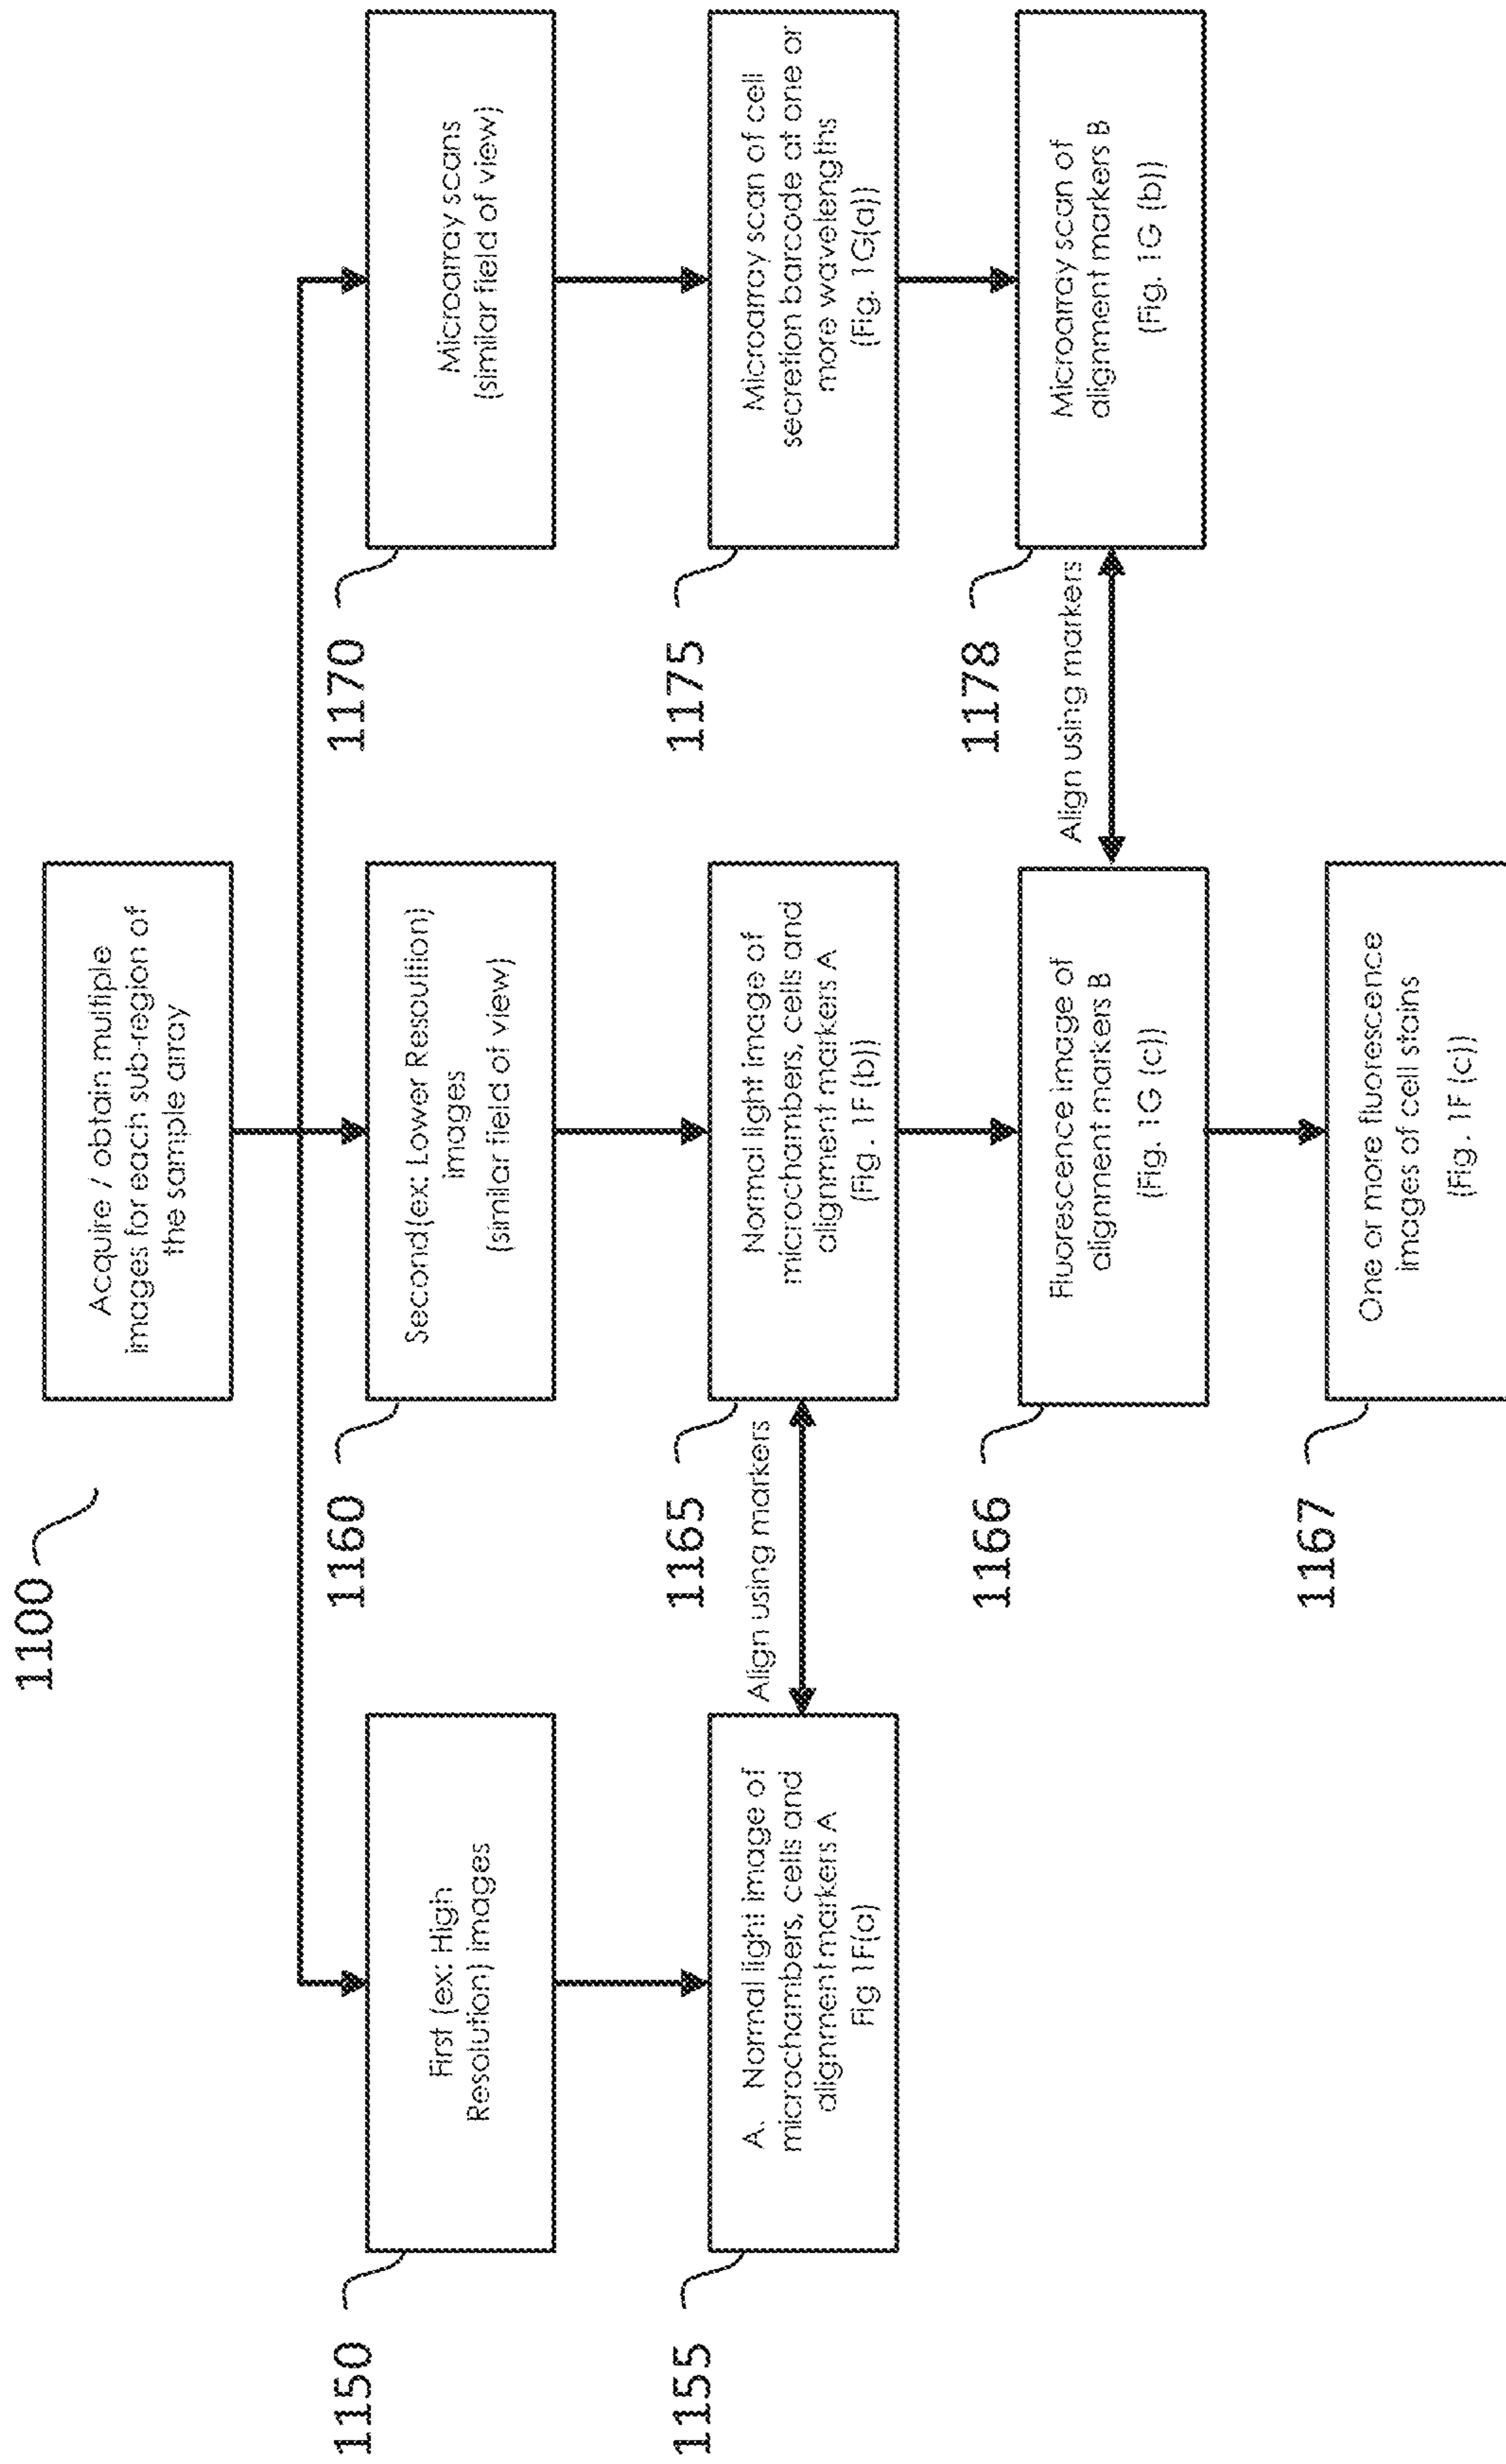 1100
Acquire / obtain multiple
images for each sub-region of
the sample array
1150
First (ex: High
Resolution) images
1160
Second(ex: Lower Resoultion)
images
(similar field of view)
1170
Microarray scans
(similar field of view)
1155
A. Normal light image of
microchambers, cells and
alignment markers A
Fig 1F(a)
Align using markers
1165
Normal light image of
microchambers, cells and
alignment markers A
(Fig. 1F (b))
1175
Microarray scan of cell
secretion barcode at one or
more wavelengths
(Fig. 1G(a))
1166
Fluorescence image of
alignment markers B
(Fig. 1G (c))
Align using markers
1178
Microarray scan of
alignment markers B
(Fig. 1G (b))
1167
One or more fluorescence
images of cell stains
(Fig. 1F (c))